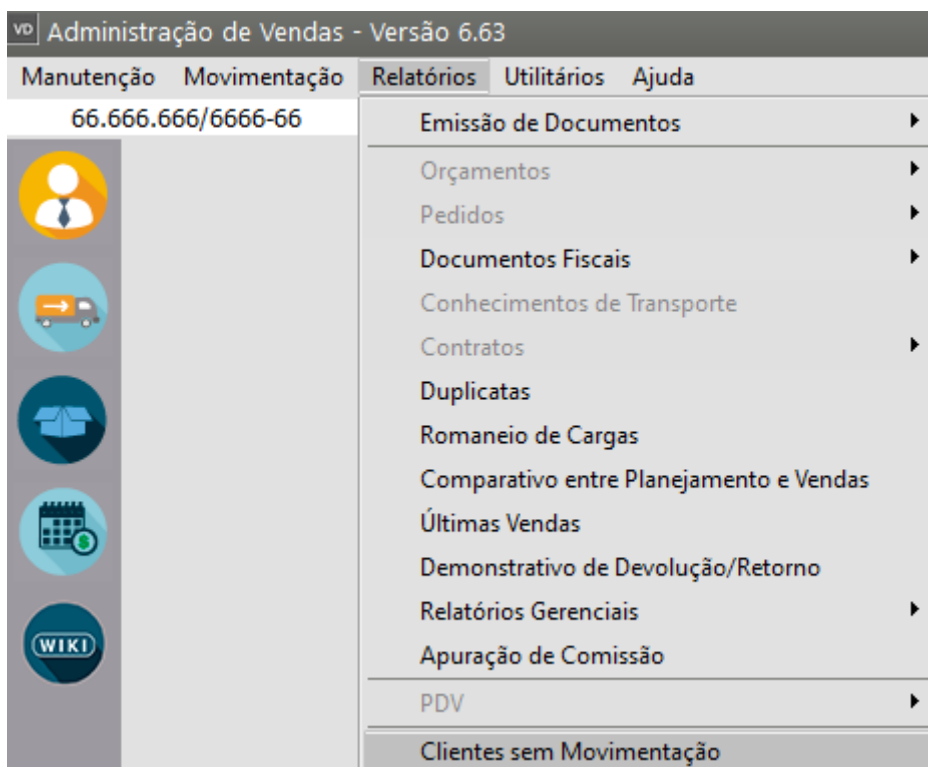 VD Administração de Vendas - Versão 6.63
Manutenção Movimentação Relatórios Utilitários Ajuda
66.666.666/6666-66
Emissão de Documentos
Orçamentos
Pedidos
Documentos Fiscais
Conhecimentos de Transporte
Contratos
Duplicatas
Romaneio de Cargas
Comparativo entre Planejamento e Vendas
Últimas Vendas
Demonstrativo de Devolução/Retorno
Relatórios Gerenciais
WIKI
Apuração de Comissão
PDV
Clientes sem Movimentação